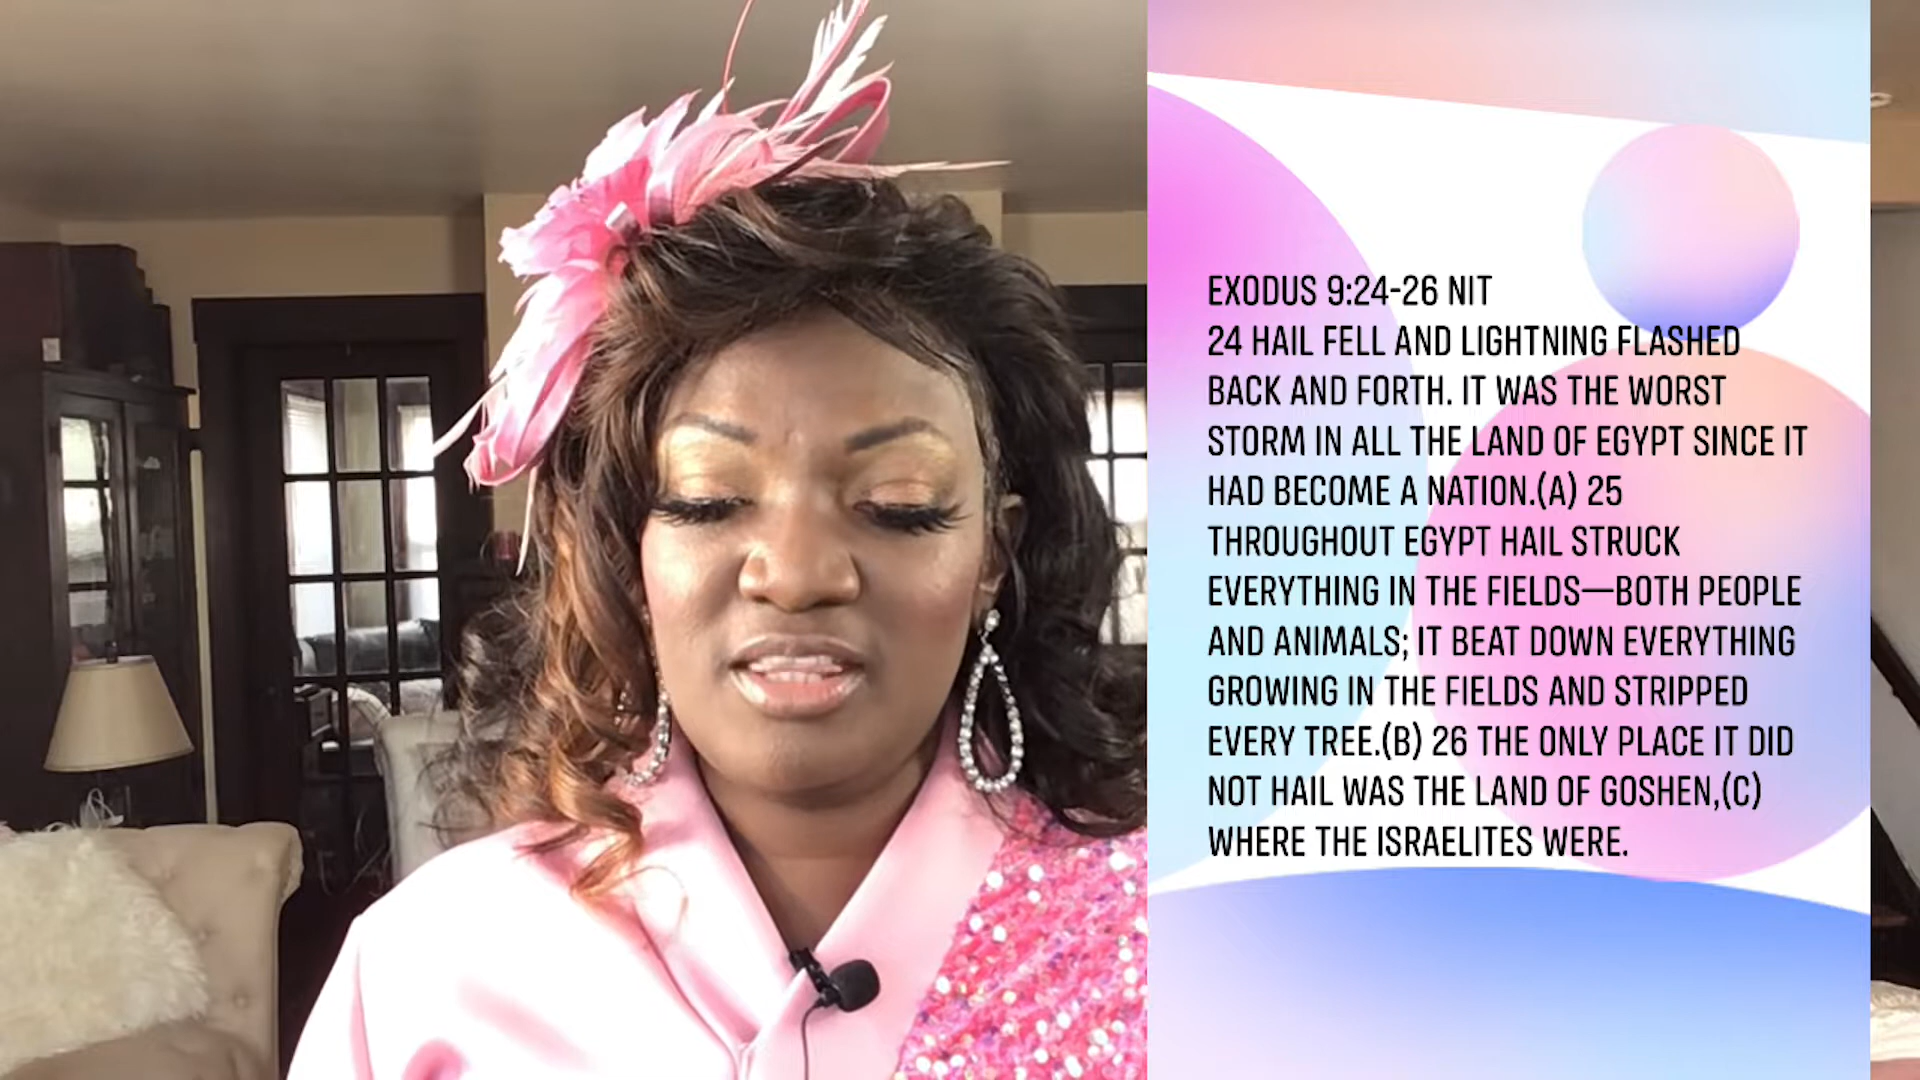 EXODUS 9:24-26 NIT
24 HAIL FELL AND LIGHTNING FLASHED
BACK AND FORTH. IT WAS THE WORST
STORM IN ALL THE LAND OF EGYPT SINCE IT
HAD BECOME A NATION.(A) 25
THROUGHOUT EGYPT HAIL STRUCK
EVERYTHING IN THE FIELDS—BOTH PEOPLE
AND ANIMALS; IT BEAT DOWN EVERYTHING
GROWING IN THE FIELDS AND STRIPPED
EVERY TREE.(B) 26 THE ONLY PLACE IT DID
NOT HAIL WAS THE LAND OF GOSHEN,(C)
WHERE THE ISRAELITES WERE.